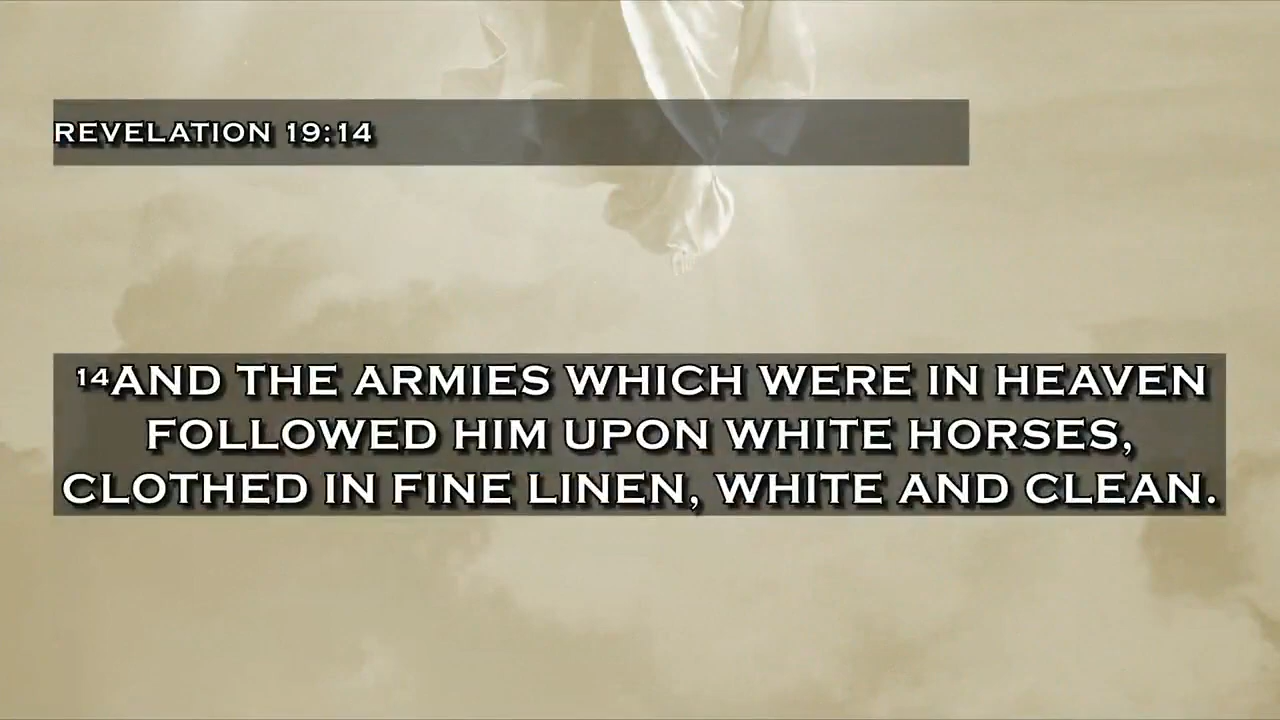 REVELATION 19:14
¹⁴AND THE ARMIES WHICH WERE IN HEAVEN
FOLLOWED HIM UPON WHITE HORSES,
CLOTHED IN FINE LINEN, WHITE AND CLEAN.